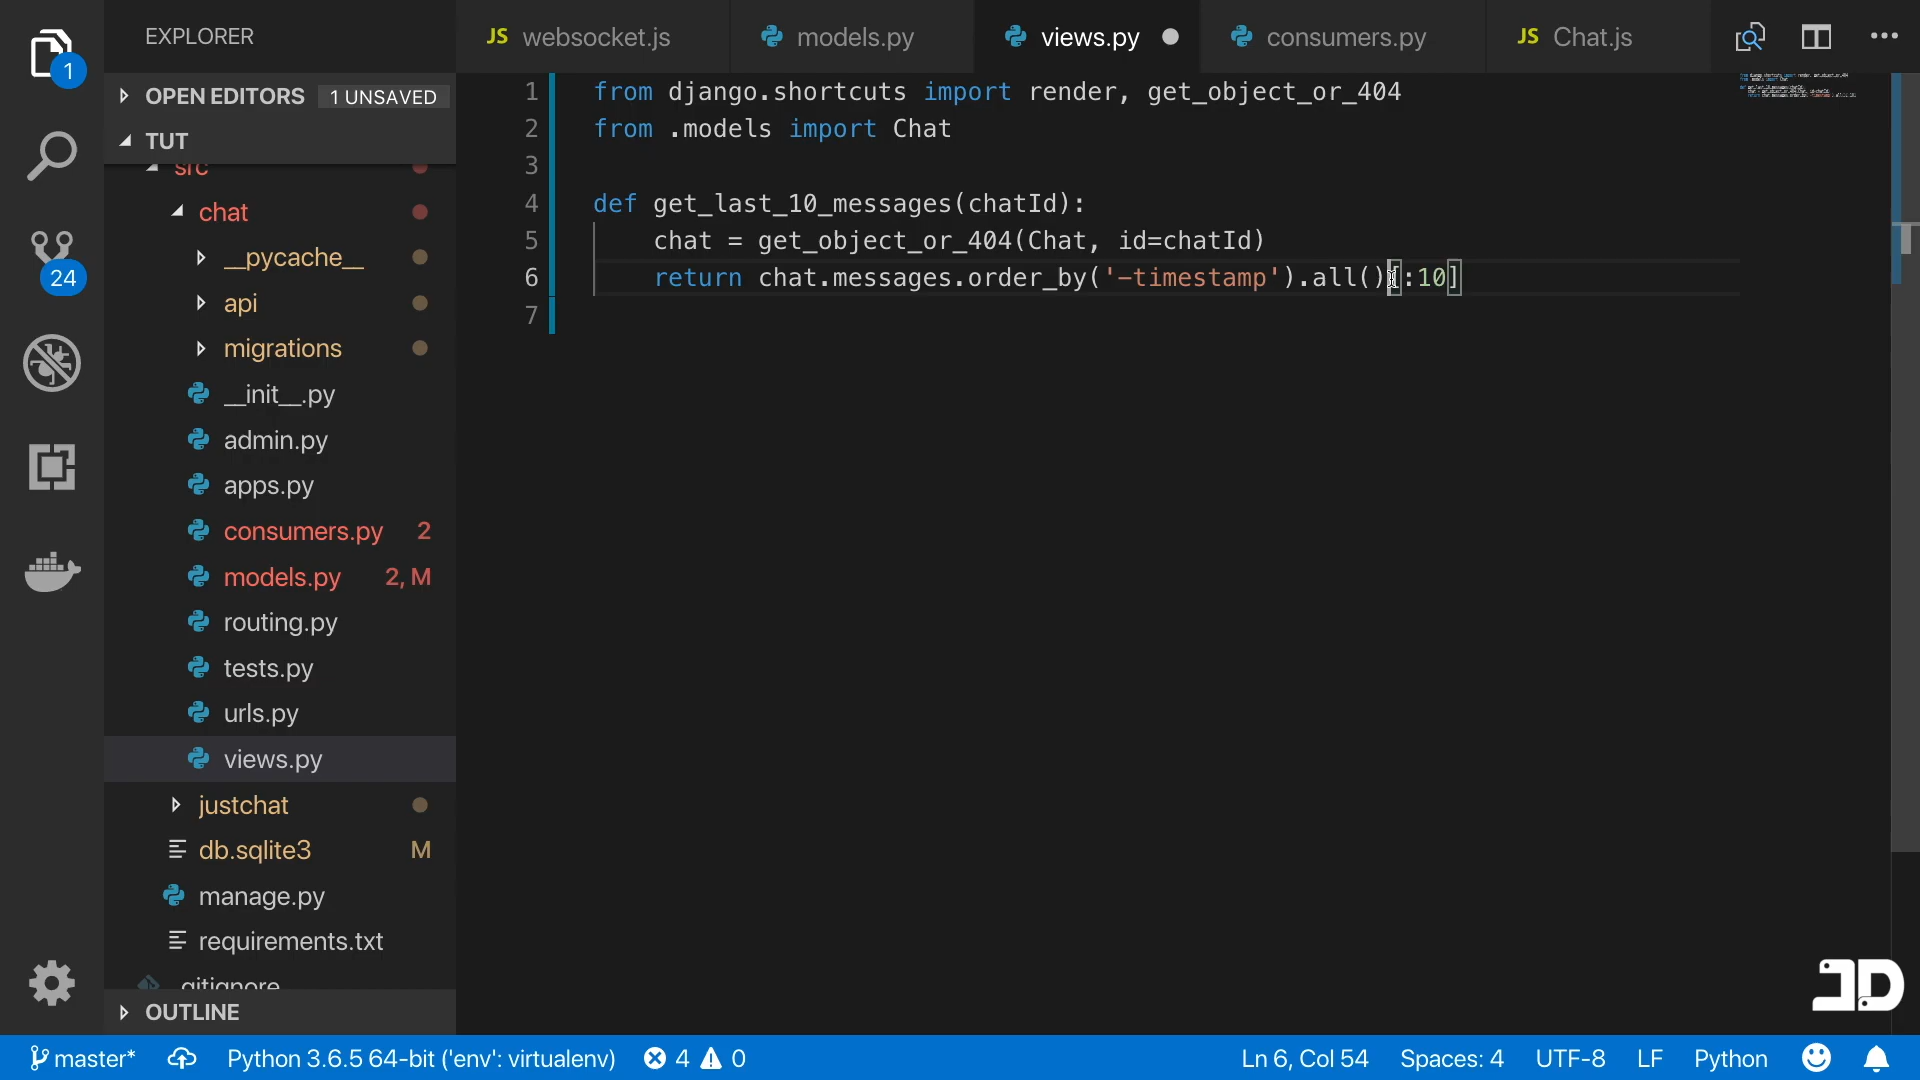 EXPLORER
JS websocket.js
models.py
views.py
consumers.py
JS Chat.js
1
OPEN EDITORS 1 UNSAVED
TUT
src
chat
__pycache__
api
migrations
__init__.py
admin.py
apps.py
consumers.py 2
models.py 2, M
routing.py
tests.py
urls.py
views.py
justchat
db.sqlite3 M
manage.py
requirements.txt
.gitignore
OUTLINE
24
1 from django.shortcuts import render, get_object_or_404
2 from .models import Chat
3
4 def get_last_10_messages(chatId):
5 chat = get_object_or_404(Chat, id=chatId)
6 return chat.messages.order_by('-timestamp').all()[:10]
7
JD
master* Python 3.6.5 64-bit ('env': virtualenv) 4 0 Ln 6, Col 54 Spaces: 4 UTF-8 LF Python